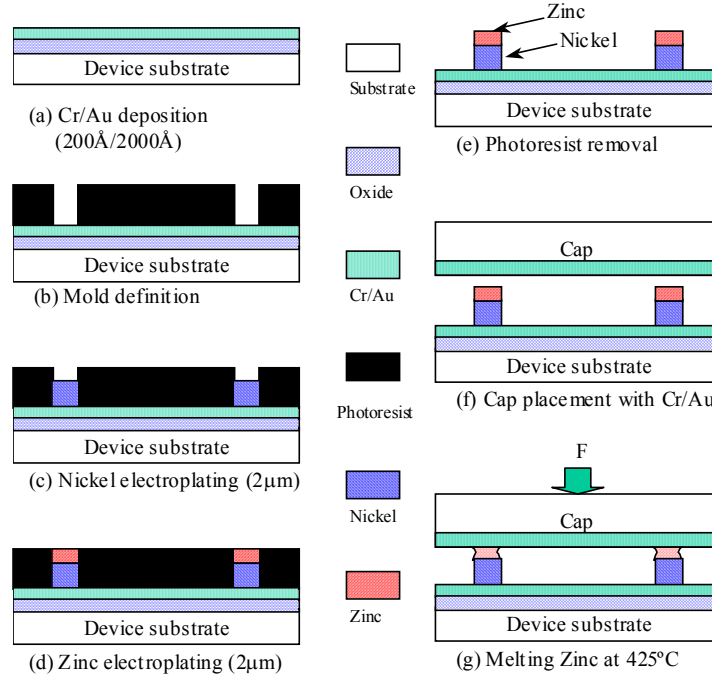 Device substrate
(a) Cr/Au deposition
(200Å/2000Å)
Device substrate
(b) Mold definition
Device substrate
(c) Nickel electroplating (2μm)
Device substrate
(d) Zinc electroplating (2μm)
Substrate
Oxide
Cr/Au
Photoresist
Nickel
Zinc
Zinc
Nickel
Device substrate
(e) Photoresist removal
Cap
Device substrate
(f) Cap placement with Cr/Au
F
Cap
Device substrate
(g) Melting Zinc at 425ºC